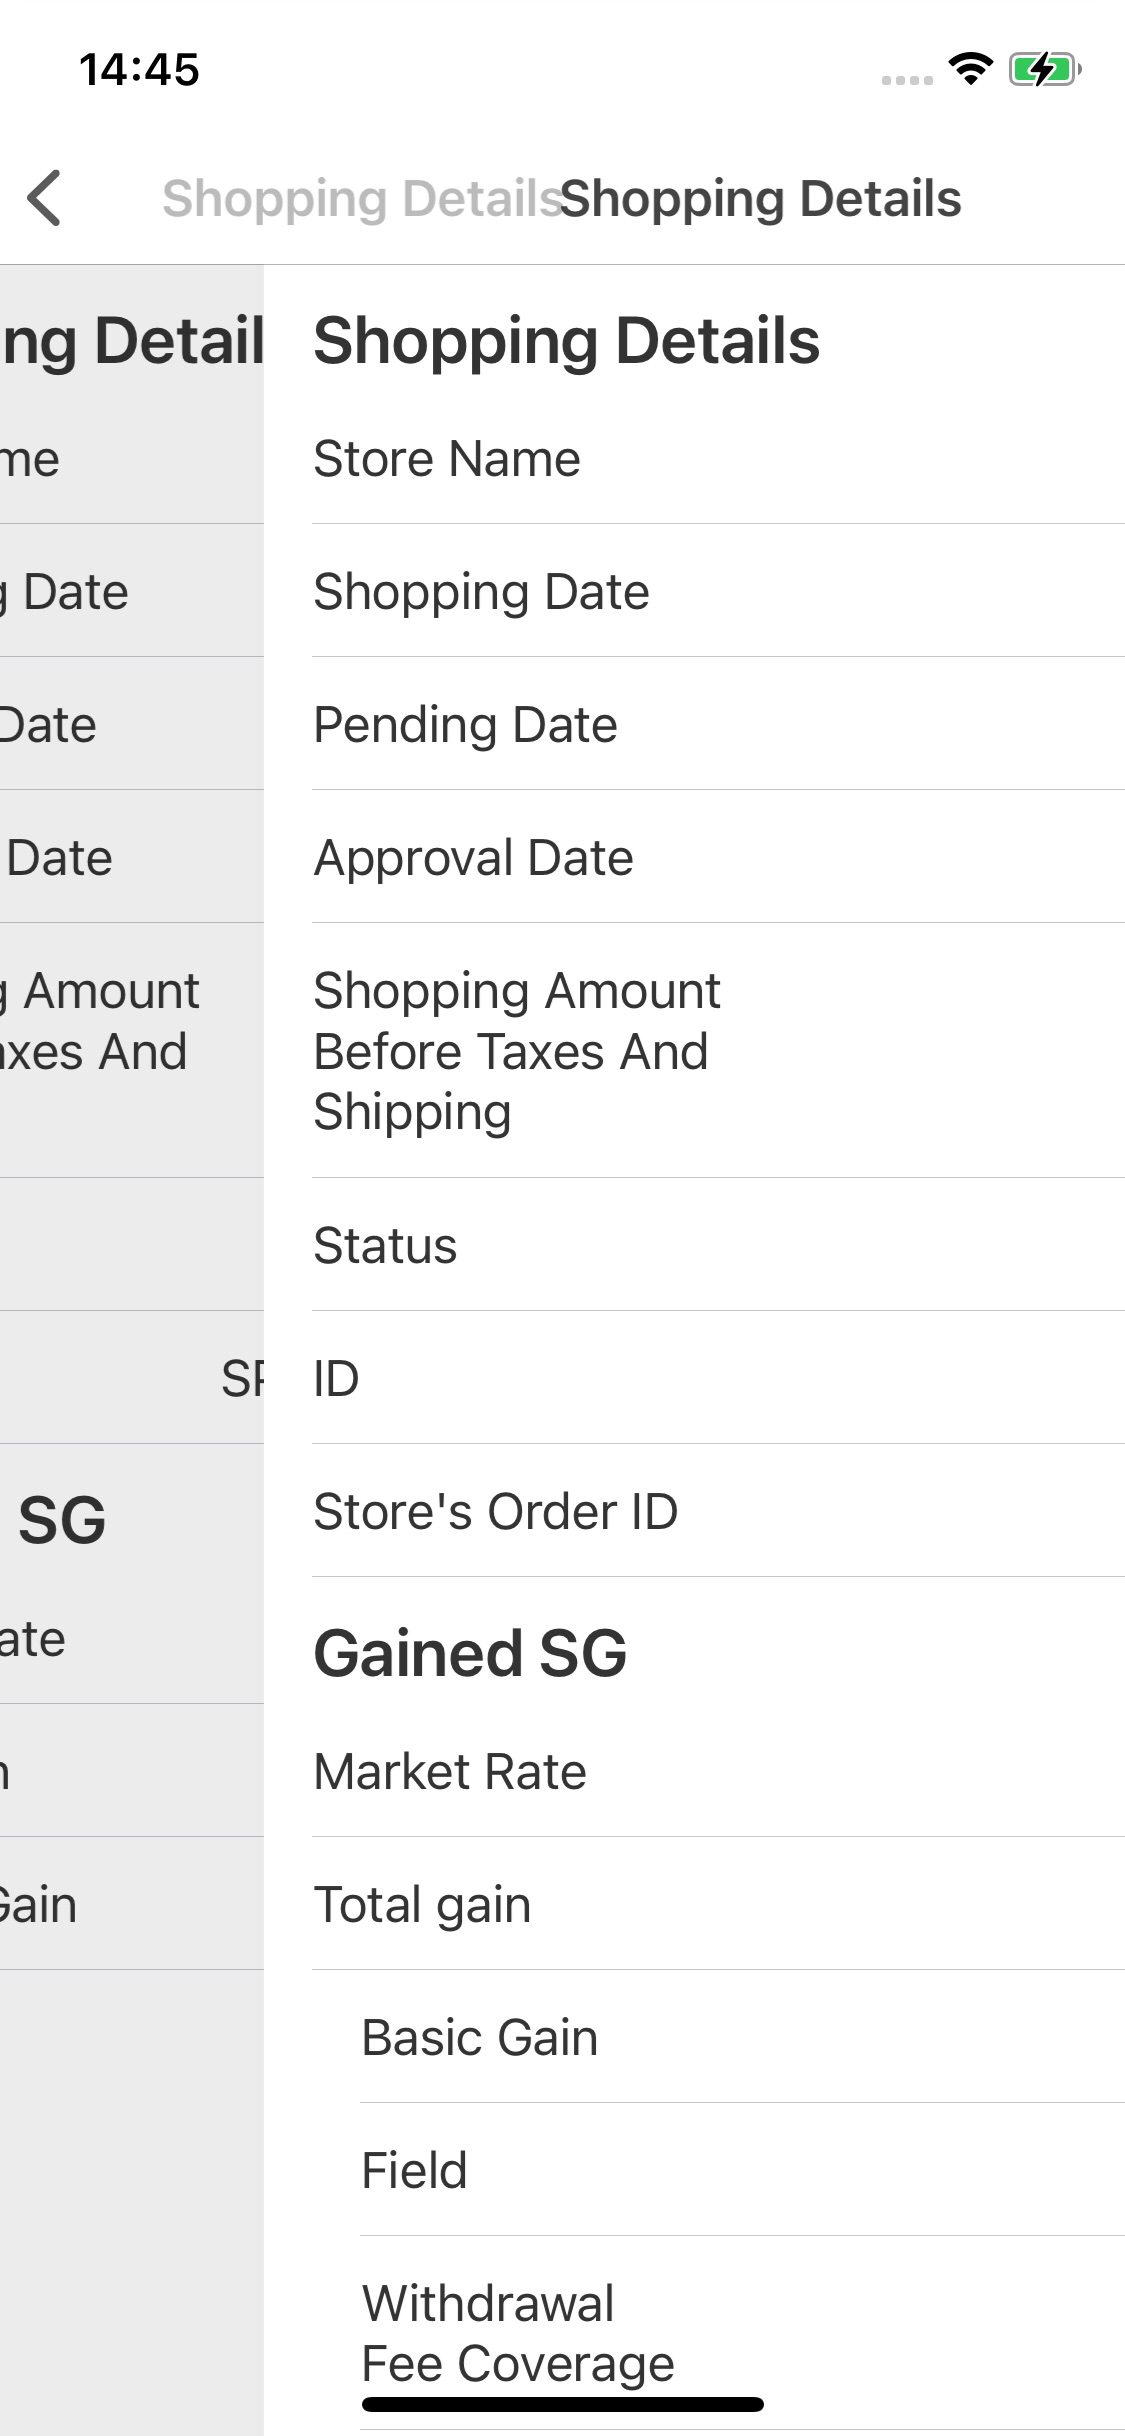 14:45
Shopping Details Shopping Details
ng Detail
me
g Date
Date
Date
g Amount
axes And
SG
ate
n
Gain
Shopping Details
Store Name
Shopping Date
Pending Date
Approval Date
Shopping Amount
Before Taxes And
Shipping
Status
ID
Store's Order ID
Gained SG
Market Rate
Total gain
Basic Gain
Field
Withdrawal
Fee Coverage